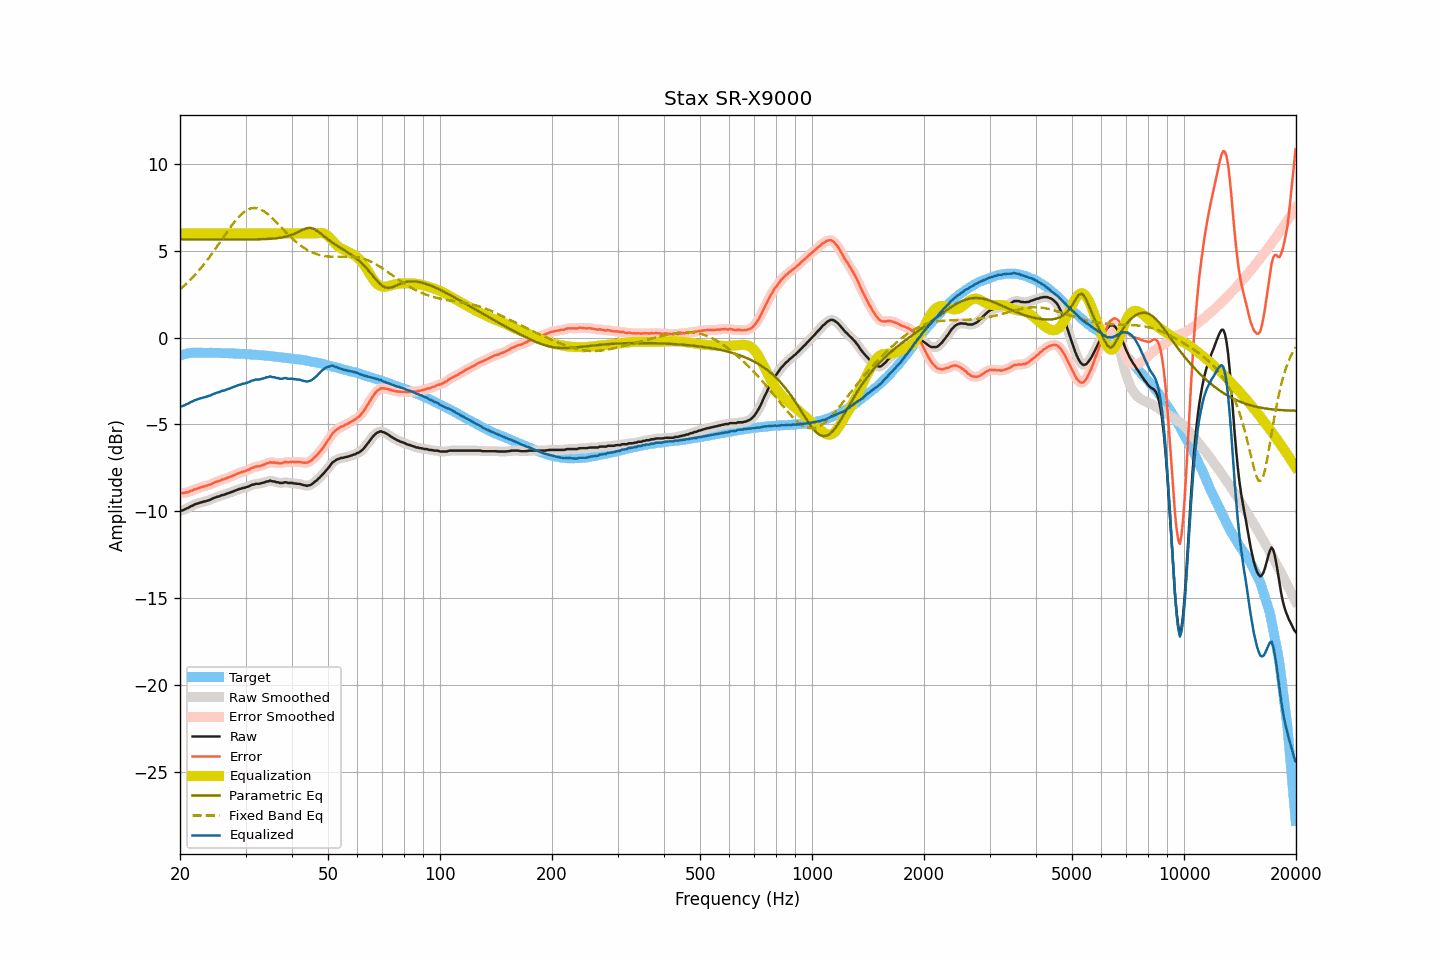 Stax SR-X9000
10
5
0
−5
−10
−15
−20
−25
Amplitude (dBr)
Target
Raw Smoothed
Error Smoothed
Raw
Error
Equalization
Parametric Eq
Fixed Band Eq
Equalized
20 50 100 200 500 1000 2000 5000 10000 20000
Frequency (Hz)